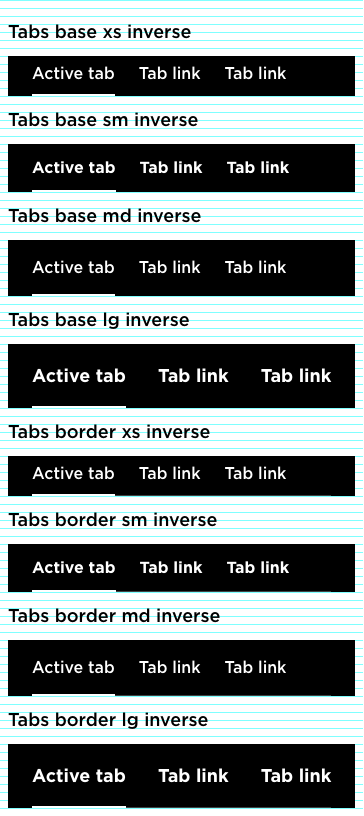 Tabs base xs inverse
Active tab Tab link Tab link
Tabs base sm inverse
Active tab Tab link Tab link
Tabs base md inverse
Active tab Tab link Tab link
Tabs base lg inverse
Active tab Tab link Tab link
Tabs border xs inverse
Active tab Tab link Tab link
Tabs border sm inverse
Active tab Tab link Tab link
Tabs border md inverse
Active tab Tab link Tab link
Tabs border lg inverse
Active tab Tab link Tab link